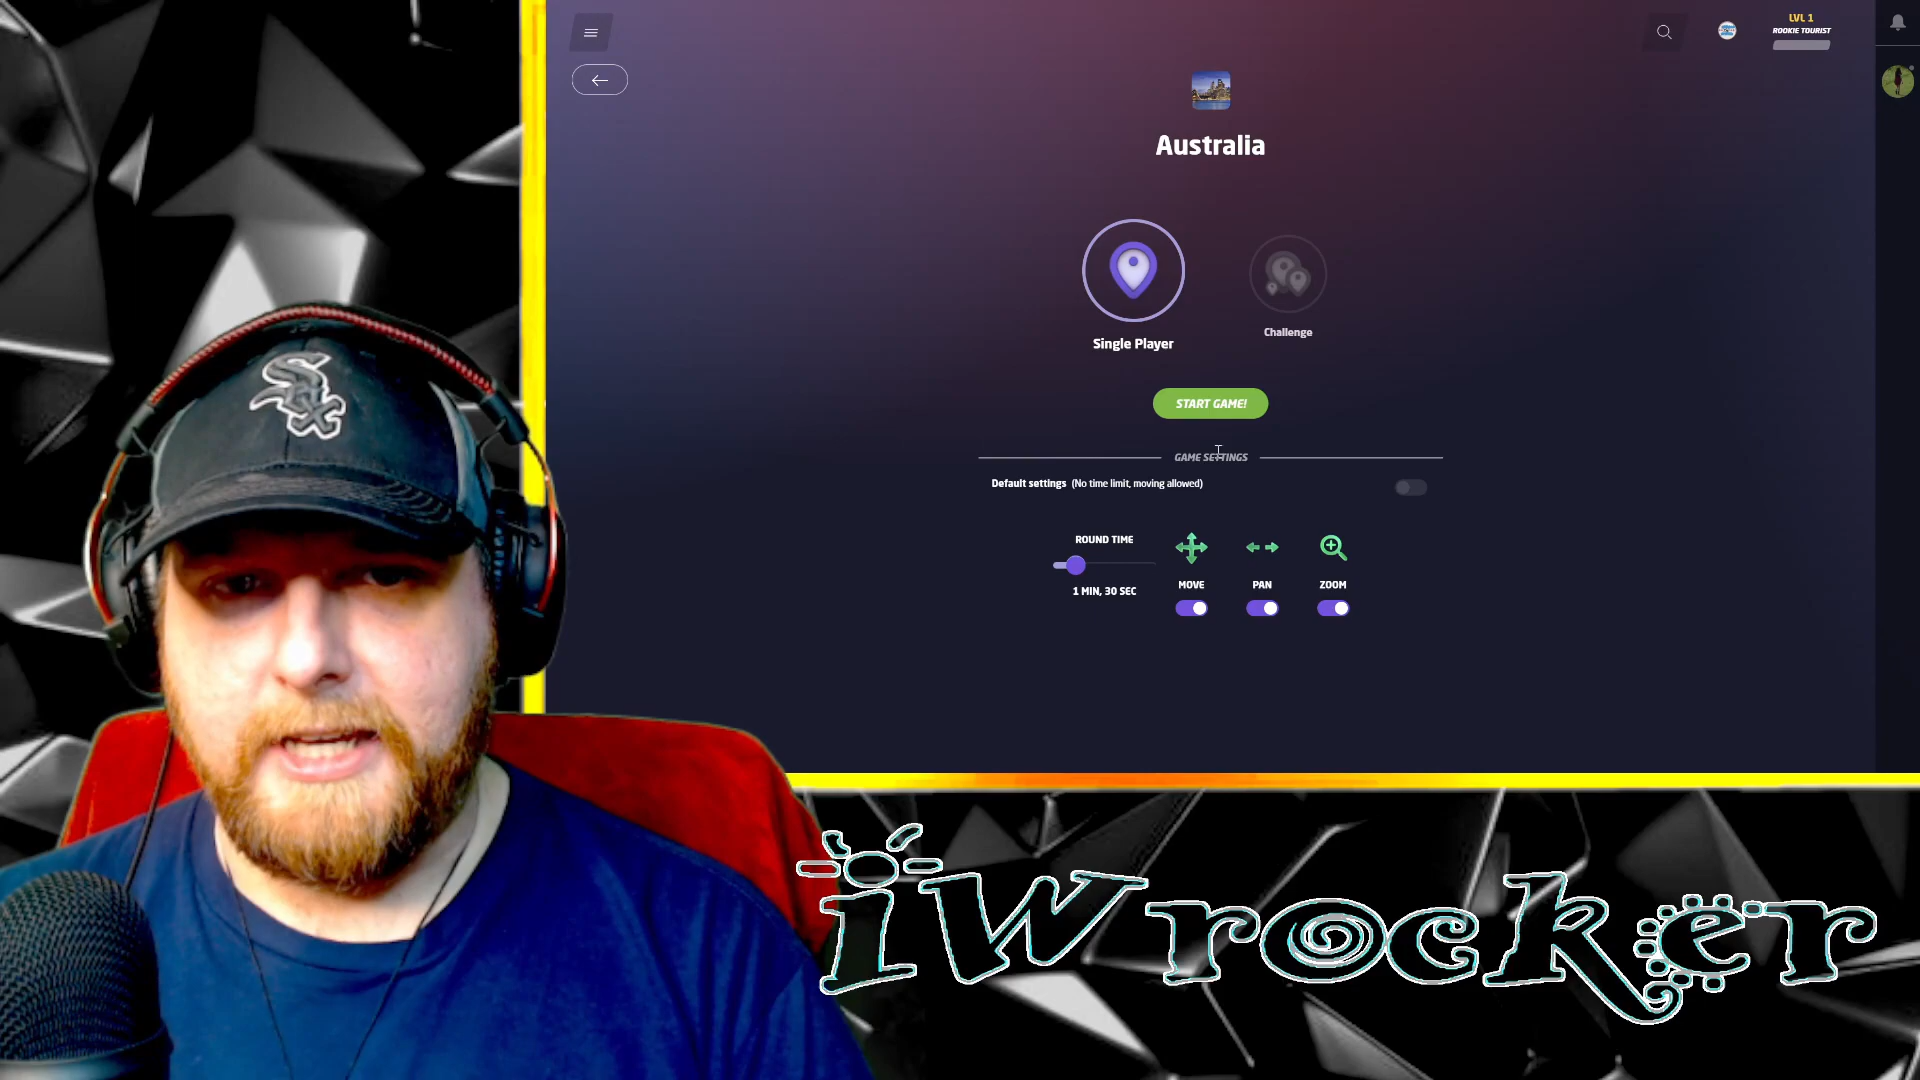 LVL 1
ROOKIE TOURIST
Australia
Single Player
Challenge
START GAME!
GAME SETTINGS
Default settings (No time limit, moving allowed)
ROUND TIME
1 MIN, 30 SEC
MOVE
PAN
ZOOM
SOX
iWrocker